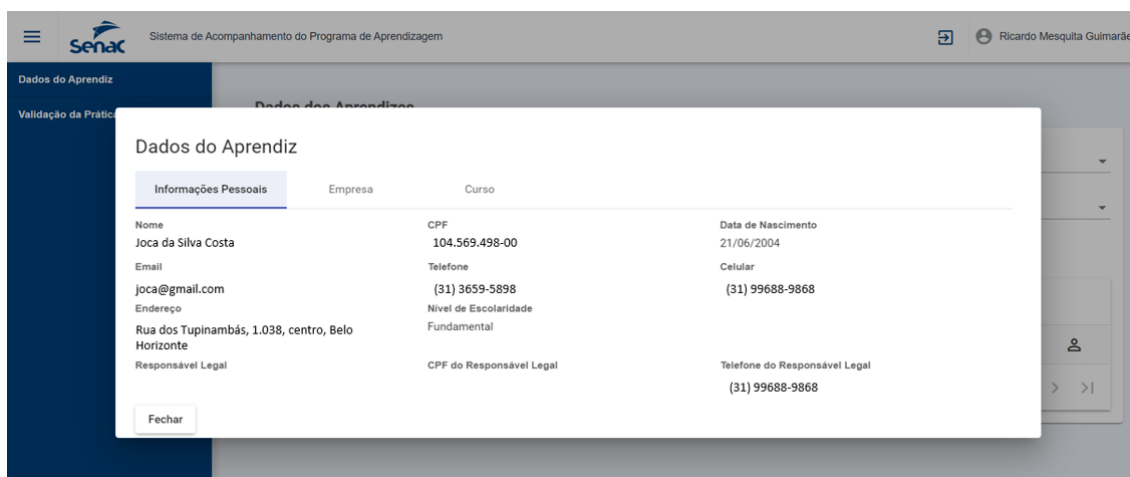 Senac Sistema de Acompanhamento do Programa de Aprendizagem Ricardo Mesquita Guimarãe
Dados do Aprendiz
Validação da Prátic
Dados dos Aprendizes
Dados do Aprendiz
Informações Pessoais Empresa Curso
Nome CPF Data de Nascimento
Joca da Silva Costa 104.569.498-00 21/06/2004
Email Telefone Celular
joca@gmail.com (31) 3659-5898 (31) 99688-9868
Endereço Nível de Escolaridade
Rua dos Tupinambás, 1.038, centro, Belo Fundamental
Horizonte
Responsável Legal CPF do Responsável Legal Telefone do Responsável Legal
(31) 99688-9868
Fechar